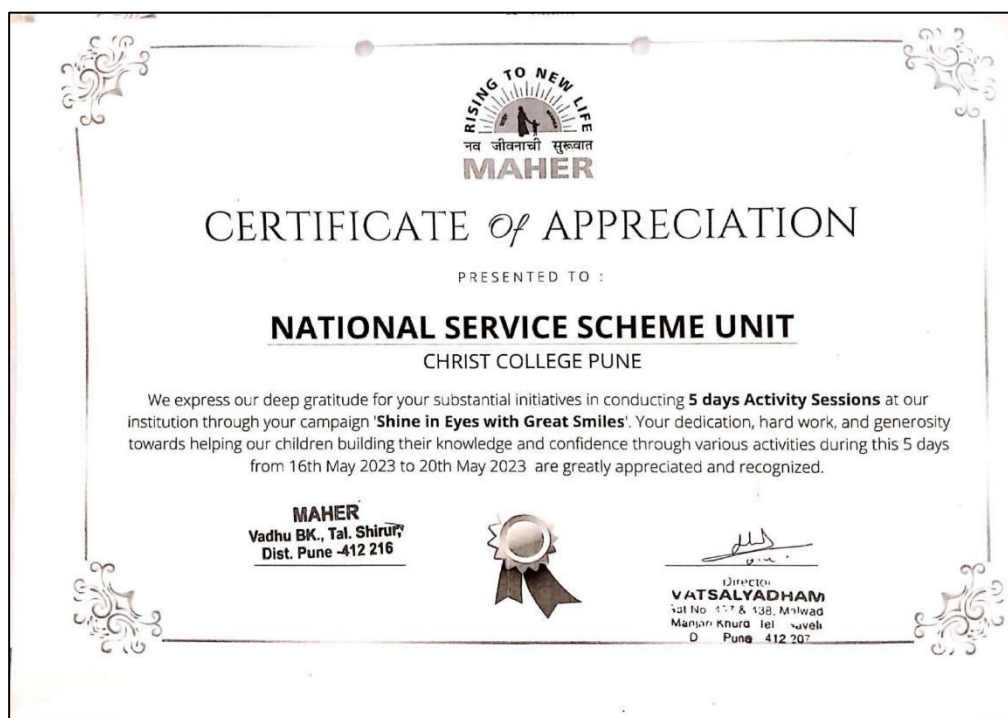 RISING TO NEW LIFE
नव जीवनाची सुरूवात
MAHER
CERTIFICATE of APPRECIATION
PRESENTED TO :
NATIONAL SERVICE SCHEME UNIT
CHRIST COLLEGE PUNE
We express our deep gratitude for your substantial initiatives in conducting 5 days Activity Sessions at our
institution through your campaign 'Shine in Eyes with Great Smiles'. Your dedication, hard work, and generosity
towards helping our children building their knowledge and confidence through various activities during this 5 days
from 16th May 2023 to 20th May 2023 are greatly appreciated and recognized.
MAHER
Vadhu BK., Tal. Shirur,
Dist. Pune -412 216
Director
VATSALYADHAM
& 438, Malwad
Manjari
Pune 412 207